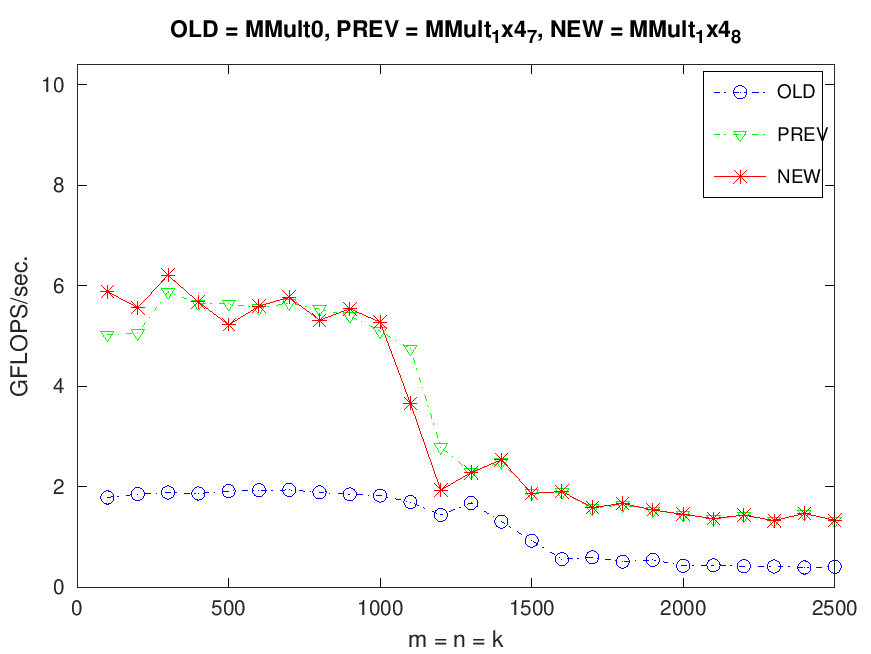 OLD = MMult0, PREV = MMult1x47, NEW = MMult1x48
10
8
6
4
2
0
GFLOPS/sec.
OLD
PREV
NEW
0 500 1000 1500 2000 2500
m = n = k